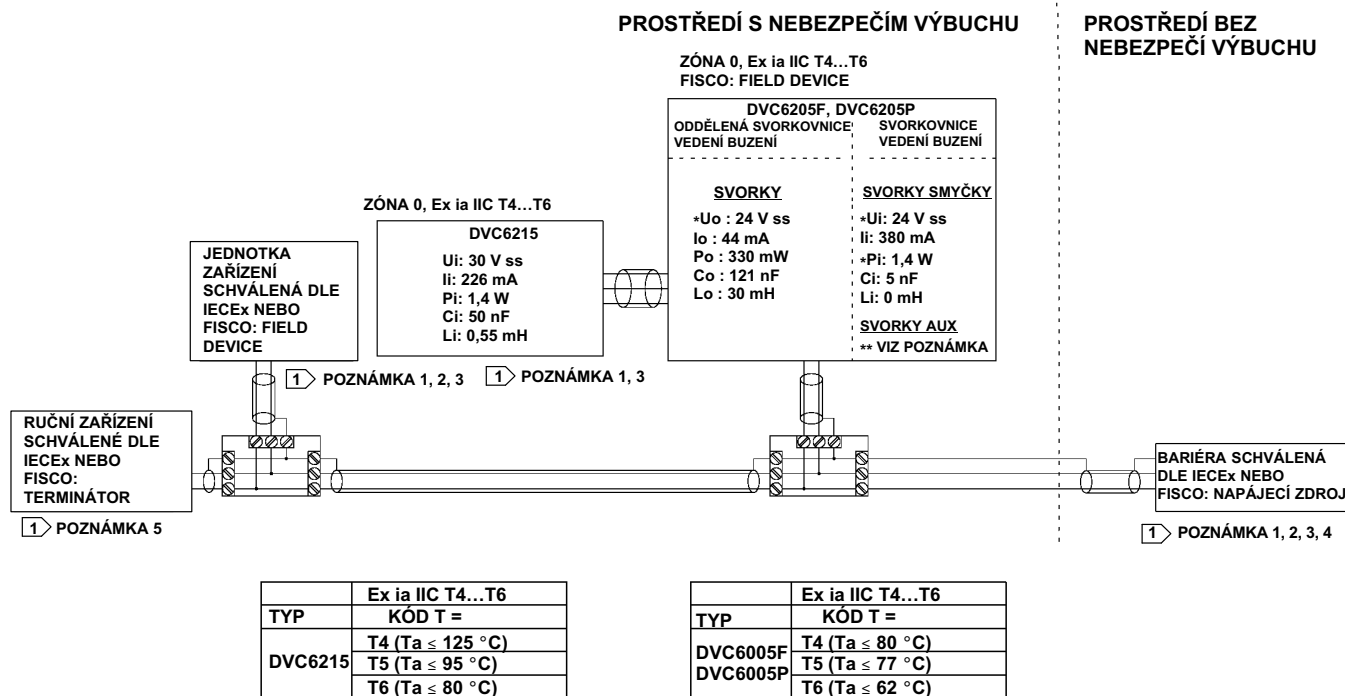 PROSTŘEDÍ S NEBEZPEČÍM VÝBUCHU
PROSTŘEDÍ BEZ
NEBEZPEČÍ VÝBUCHU
ZÓNA 0, Ex ia IIC T4...T6
FISCO: FIELD DEVICE
DVC6205F, DVC6205P
ODDĚLENÁ SVORKOVNICE
VEDENÍ BUZENÍ
SVORKY
*Uo : 24 V ss
Io : 44 mA
Po : 330 mW
Co : 121 nF
Lo : 30 mH
SVORKOVNICE
VEDENÍ BUZENÍ
SVORKY SMYČKY
*Ui: 24 V ss
Ii: 380 mA
*Pi: 1,4 W
Ci: 5 nF
Li: 0 mH
SVORKY AUX
** VIZ POZNÁMKA
ZÓNA 0, Ex ia IIC T4...T6
DVC6215
Ui: 30 V ss
Ii: 226 mA
Pi: 1,4 W
Ci: 50 nF
Li: 0,55 mH
1 POZNÁMKA 1, 3
JEDNOTKA
ZAŘÍZENÍ
SCHVÁLENÁ DLE
IECEx NEBO
FISCO: FIELD
DEVICE
1 POZNÁMKA 1, 2, 3
RUČNÍ ZAŘÍZENÍ
SCHVÁLENÉ DLE
IECEx NEBO
FISCO:
TERMINÁTOR
1 POZNÁMKA 5
BARIÉRA SCHVÁLENÁ
DLE IECEx NEBO
FISCO: NAPÁJECÍ ZDROJ
1 POZNÁMKA 1, 2, 3, 4
Ex ia IIC T4...T6
TYP KÓD T =
DVC6215
T4 (Ta ≤ 125 °C)
T5 (Ta ≤ 95 °C)
T6 (Ta ≤ 80 °C)
Ex ia IIC T4...T6
TYP KÓD T =
DVC6005F
DVC6005P
T4 (Ta ≤ 80 °C)
T5 (Ta ≤ 77 °C)
T6 (Ta ≤ 62 °C)